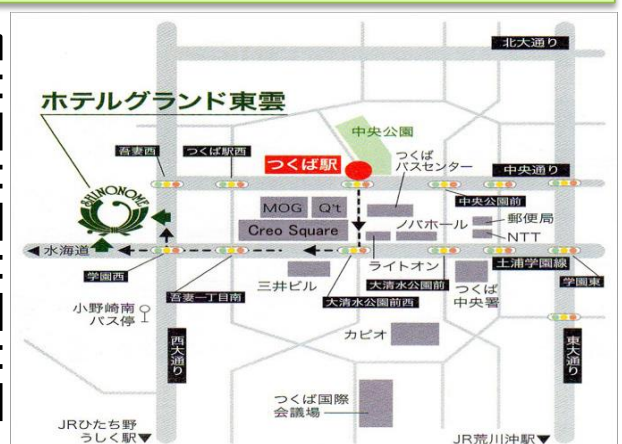 北大通り
ホテルグランド東雲
中央公園
吾妻西
つくば駅西
つくば駅
つくば
バスセンター
中央通り
中央公園前
SHINONOME
MOG
Q't
Creo Square
ノバホール
郵便局
NTT
◀水海道
ライトオン
土浦学園線
学園西
吾妻一丁目南
三井ビル
大清水公園前西
大清水公園前
つくば
中央署
学園東
小野崎南
バス停
カピオ
西大通り
東大通り
つくば国際
会議場
JRひたち野
うしく駅▼
JR荒川沖駅▼